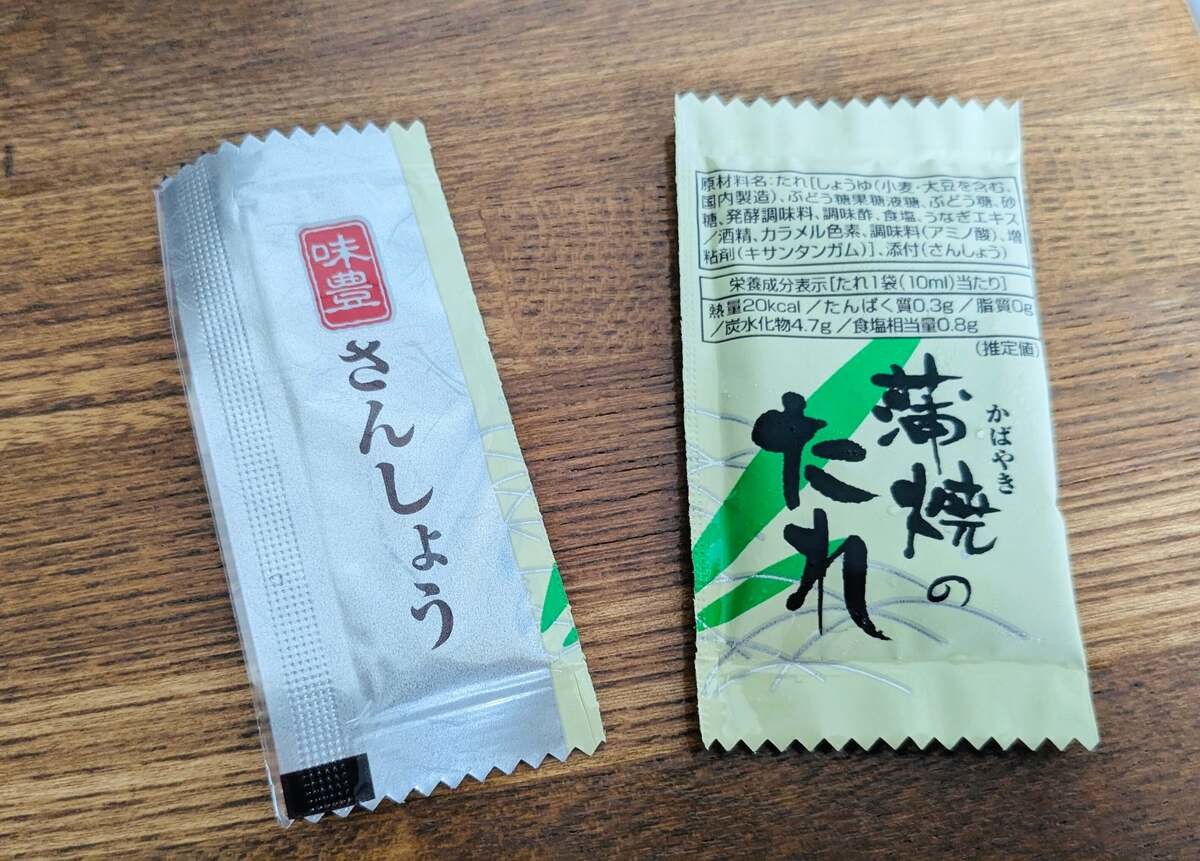 味豊
さんしょう
原材料名:たれ[しょうゆ(小麦・大豆を含む。
国内製造)、ぶどう糖果糖液糖、ぶどう糖、砂
糖、発酵調味料、調味酢、食塩、うなぎエキス
/酒精、カラメル色素、調味料(アミノ酸)、増
粘剤(キサンタンガム)]、添付(さんしょう)
栄養成分表示[たれ1袋(10ml)当たり]
熱量20kcal/たんぱく質0.3g/脂質0g
/炭水化物4.7g/食塩相当量0.8g
(推定値)
かばやき
蒲焼の
たれ